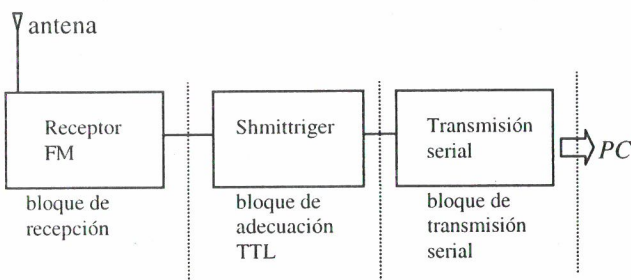 antena
Receptor
FM
Shmittriger
Transmisión
serial
PC
bloque de
recepción
bloque de
adecuación
TTL
bloque de
transmisión
serial